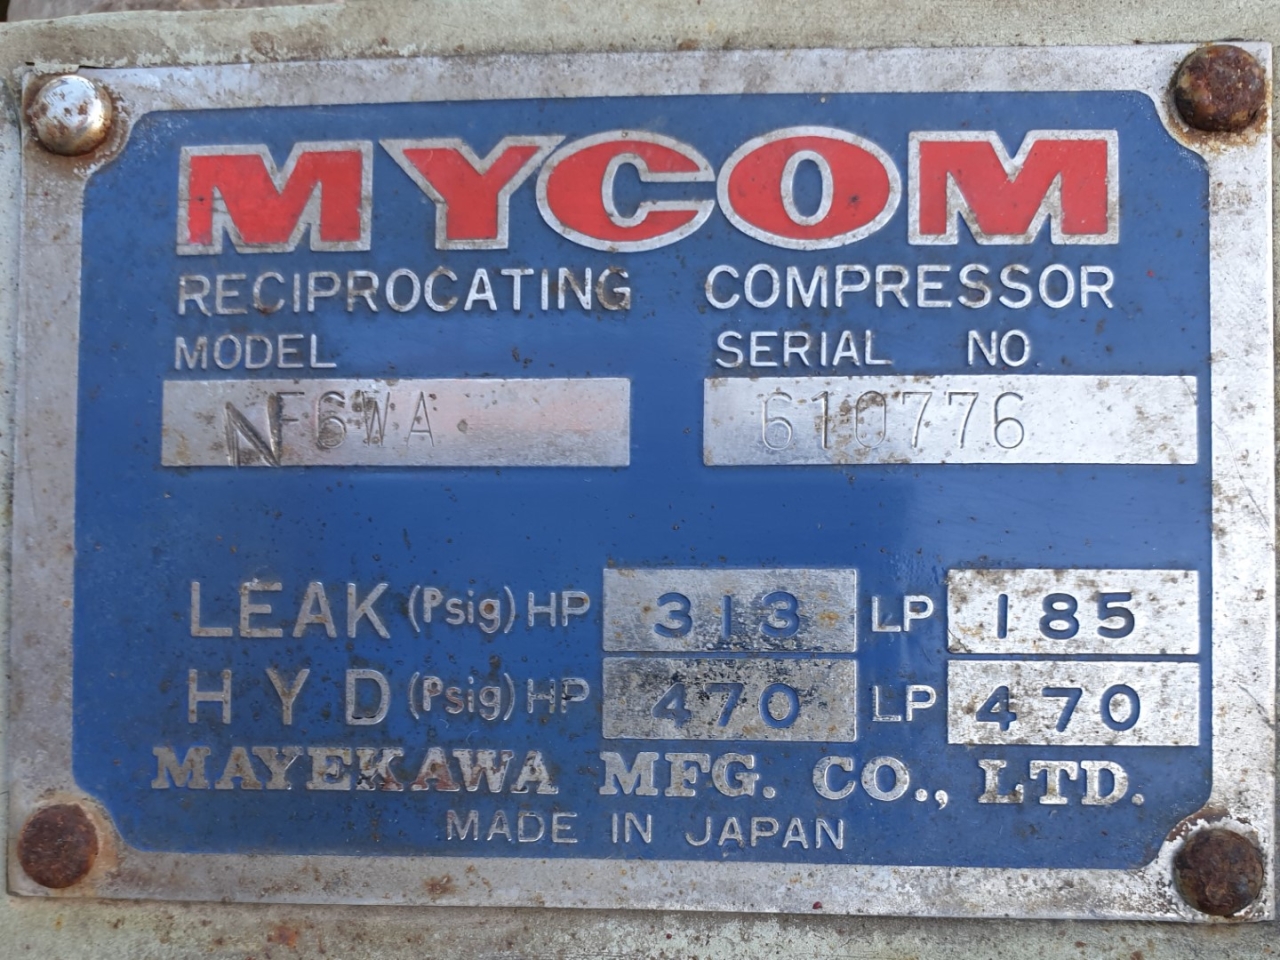 MYCOM
RECIPROCATING COMPRESSOR
MODEL SERIAL NO
NF6WA 610776
LEAK (Psig) HP 313 LP 185
HYD (Psig) HP 470 LP 470
MAYEKAWA MFG. CO., LTD.
MADE IN JAPAN